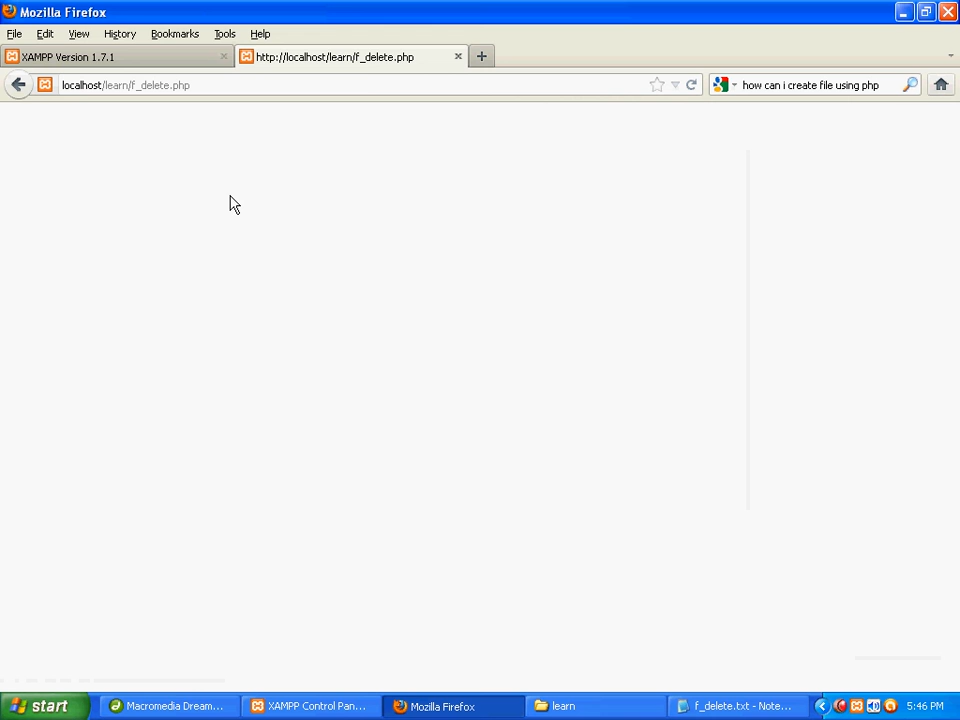 Mozilla Firefox
File Edit View History Bookmarks Tools Help
XAMPP Version 1.7.1 http://localhost/learn/f_delete.php
localhost/learn/f_delete.php how can i create file using php
start Macromedia Dream... XAMPP Control Pan... Mozilla Firefox learn f_delete.txt - Note... 5:46 PM